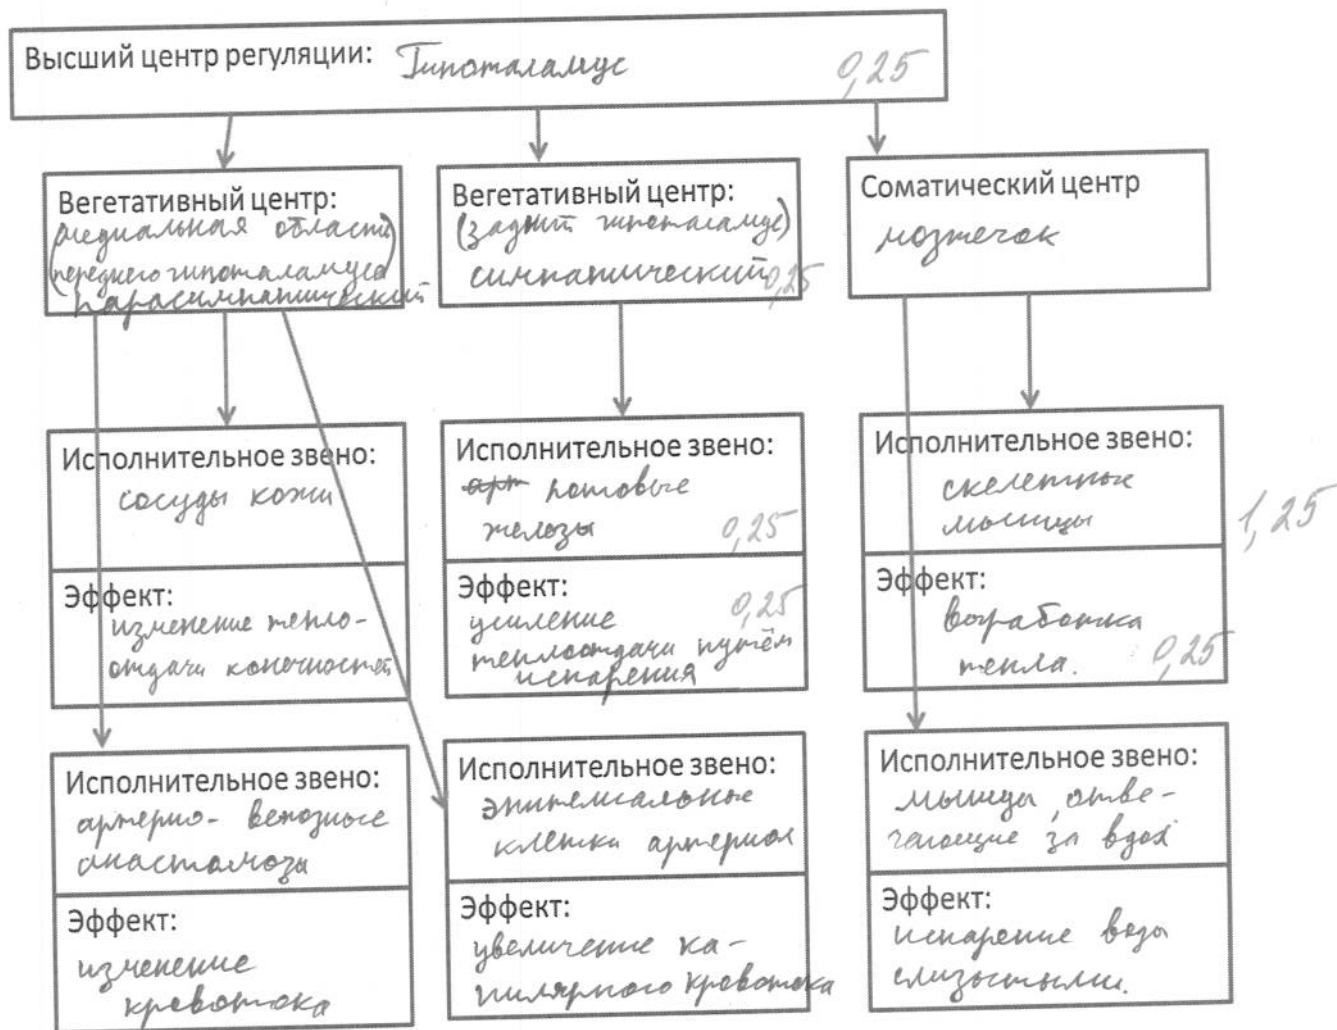 Высший центр регуляции: Гипоталамус 0,25
Вегетативный центр:
(медиальная область
переднего гипоталамуса)
парасимпатический
Вегетативный центр:
(задний гипоталамус)
симпатический 0,25
Соматический центр
мозжечок
Исполнительное звено:
сосуды кожи
Эффект:
изменение тепло-
отдачи конечностей
Исполнительное звено:
потовые
железы 0,25
Эффект:
усиление 0,25
теплоотдачи путём
испарения
Исполнительное звено:
скелетные
мышцы
1,25
Эффект:
выработка
тепла. 0,25
Исполнительное звено:
артерио-венозные
анастомозы
Эффект:
изменение
кровотока
Исполнительное звено:
эпителиальные
клетки артериол
Эффект:
увеличение ка-
пилярного кровотока
Исполнительное звено:
мышцы, отве-
чающие за вдох
Эффект:
испарение воды
слизистыми.